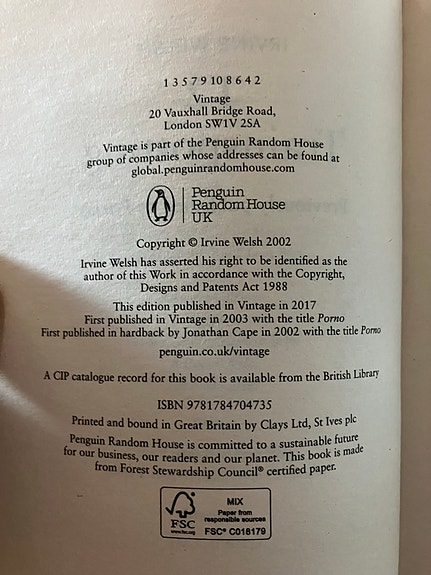 1 3 5 7 9 10 8 6 4 2
Vintage
20 Vauxhall Bridge Road,
London SW1V 2SA
Vintage is part of the Penguin Random House
group of companies whose addresses can be found at
global.penguinrandomhouse.com
Penguin
Random House
UK
Copyright © Irvine Welsh 2002
Irvine Welsh has asserted his right to be identified as the
author of this Work in accordance with the Copyright,
Designs and Patents Act 1988
This edition published in Vintage in 2017
First published in Vintage in 2003 with the title Porno
First published in hardback by Jonathan Cape in 2002 with the title Porno
penguin.co.uk/vintage
A CIP catalogue record for this book is available from the British Library
ISBN 9781784704735
Printed and bound in Great Britain by Clays Ltd, St Ives plc
Penguin Random House is committed to a sustainable future
for our business, our readers and our planet. This book is made
from Forest Stewardship Council® certified paper.
FSC
www.fsc.org
MIX
Paper from
responsible sources
FSC® C018179